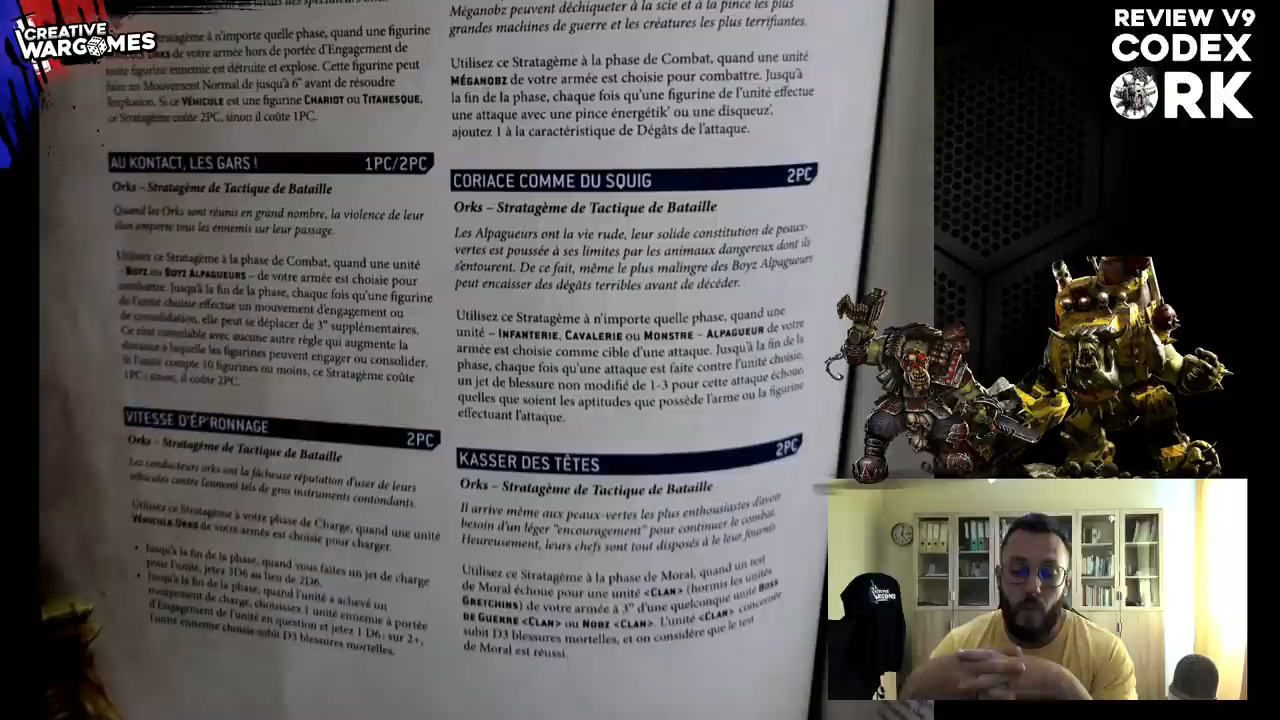 CREATIVE
WARGAMES
REVIEW V9
CODEX
ORK
Stratagème à n'importe quelle phase, quand une figurine
de votre armée hors de portée d'Engagement de
toute figurine ennemie est détruite et explose. Cette figurine peut
faire un Mouvement Normal de jusqu'à 6" avant de résoudre
l'explosion. Si ce VÉHICULE est une figurine CHARIOT ou TITANESQUE,
ce Stratagème coûte 2PC, sinon il coûte 1PC.
AU KONTACT, LES GARS ! 1PC/2PC
Orks – Stratagème de Tactique de Bataille
Quand les Orks sont réunis en grand nombre, la violence de leur
élan emporte tous les ennemis sur leur passage.
Utilisez ce Stratagème à la phase de Combat, quand une unité
– BOYZ ou BOYZ ALPAGUEURS – de votre armée est choisie pour
combattre. Jusqu'à la fin de la phase, chaque fois qu'une figurine
de l'unité choisie effectue un mouvement d'engagement ou
de consolidation, elle peut se déplacer de 3" supplémentaires.
Ce n'est cumulable avec aucune autre règle qui augmente la
distance à laquelle les figurines peuvent engager ou consolider.
Si l'unité compte 10 figurines ou moins, ce Stratagème coûte
1PC ; sinon, il coûte 2PC.
VITESSE D'ÉP'RONNAGE 2PC
Orks – Stratagème de Tactique de Bataille
Les conducteurs orks ont la fâcheuse réputation d'user de leurs
véhicules contre l'ennemi tels de gros instruments contondants.
Utilisez ce Stratagème à votre phase de Charge, quand une unité
VÉHICULE ORKS de votre armée est choisie pour charger.
• Jusqu'à la fin de la phase, quand vous faites un jet de charge
pour l'unité, jetez 3D6 au lieu de 2D6.
• Jusqu'à la fin de la phase, quand l'unité a achevé un
mouvement de charge, choisissez 1 unité ennemie à portée
d'Engagement de l'unité en question et jetez 1 D6 : sur 2+,
l'unité ennemie choisie subit D3 blessures mortelles.
Méganobz peuvent déchiqueter à la scie et à la pince les plus
grandes machines de guerre et les créatures les plus terrifiantes.
Utilisez ce Stratagème à la phase de Combat, quand une unité
MÉGANOBZ de votre armée est choisie pour combattre. Jusqu'à
la fin de la phase, chaque fois qu'une figurine de l'unité effectue
une attaque avec une pince énergétik' ou une disqueuz',
ajoutez 1 à la caractéristique de Dégâts de l'attaque.
CORIACE COMME DU SQUIG 2PC
Orks – Stratagème de Tactique de Bataille
Les Alpagueurs ont la vie rude, leur solide constitution de peaux-
vertes est poussée à ses limites par les animaux dangereux dont ils
s'entourent. De ce fait, même le plus malingre des Boyz Alpagueurs
peut encaisser des dégâts terribles avant de décéder.
Utilisez ce Stratagème à n'importe quelle phase, quand une
unité – INFANTERIE, CAVALERIE ou MONSTRE – ALPAGUEUR de votre
armée est choisie comme cible d'une attaque. Jusqu'à la fin de la
phase, chaque fois qu'une attaque est faite contre l'unité choisie,
un jet de blessure non modifié de 1-3 pour cette attaque échoue,
quelles que soient les aptitudes que possède l'arme ou la figurine
effectuant l'attaque.
KASSER DES TÊTES 2PC
Orks – Stratagème de Tactique de Bataille
Il arrive même aux peaux-vertes les plus enthousiastes d'avoir
besoin d'un léger "encouragement" pour continuer le combat.
Heureusement, leurs chefs sont tout disposés à le leur fournir.
Utilisez ce Stratagème à la phase de Moral, quand un test
de Moral échoue pour une unité <CLAN> (hormis les unités
GRETCHINS) de votre armée à 3" d'une quelconque unité BOSS
DE GUERRE <CLAN> ou NOBZ <CLAN>. L'unité <CLAN> concernée
subit D3 blessures mortelles, et on considère que le test
de Moral est réussi.
CREATIVE
WARGAMES